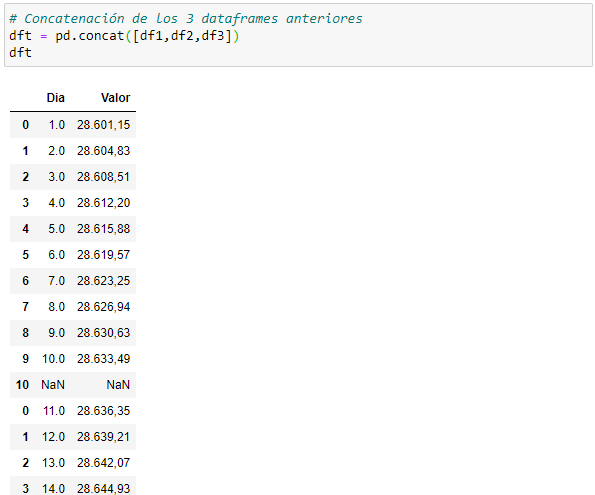 # Concatenación de los 3 dataframes anteriores
dft = pd.concat([df1,df2,df3])
dft
Dia Valor
0 1.0 28.601,15
1 2.0 28.604,83
2 3.0 28.608,51
3 4.0 28.612,20
4 5.0 28.615,88
5 6.0 28.619,57
6 7.0 28.623,25
7 8.0 28.626,94
8 9.0 28.630,63
9 10.0 28.633,49
10 NaN NaN
0 11.0 28.636,35
1 12.0 28.639,21
2 13.0 28.642,07
3 14.0 28.644,93